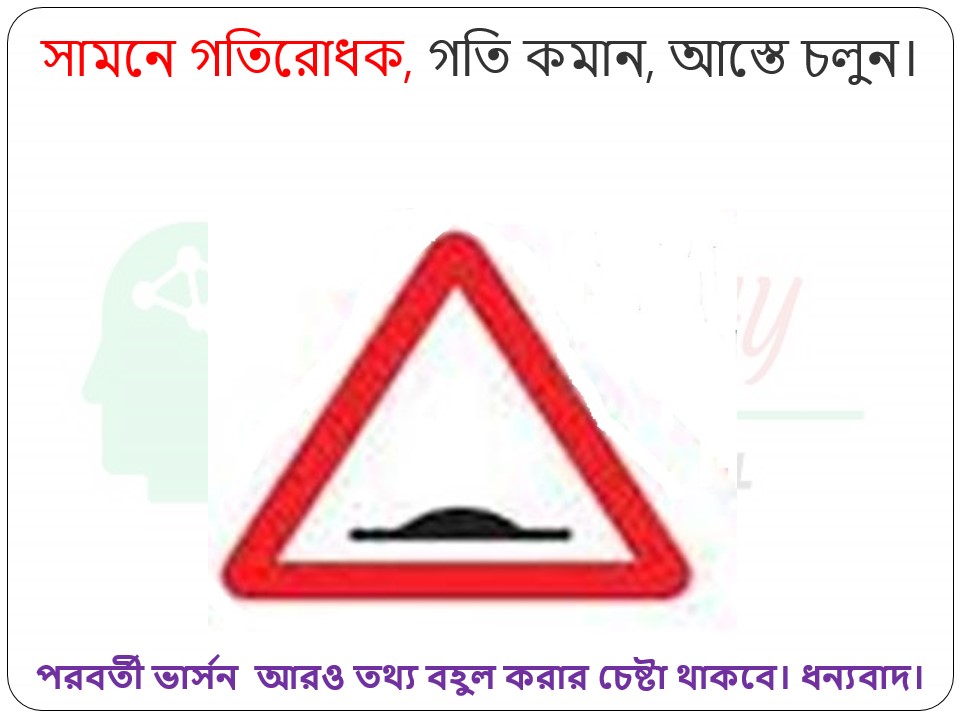 সামনে গতিরোধক, গতি কমান, আস্তে চলুন।
পরবর্তী ভার্সন আরও তথ্য বহুল করার চেষ্টা থাকবে। ধন্যবাদ।